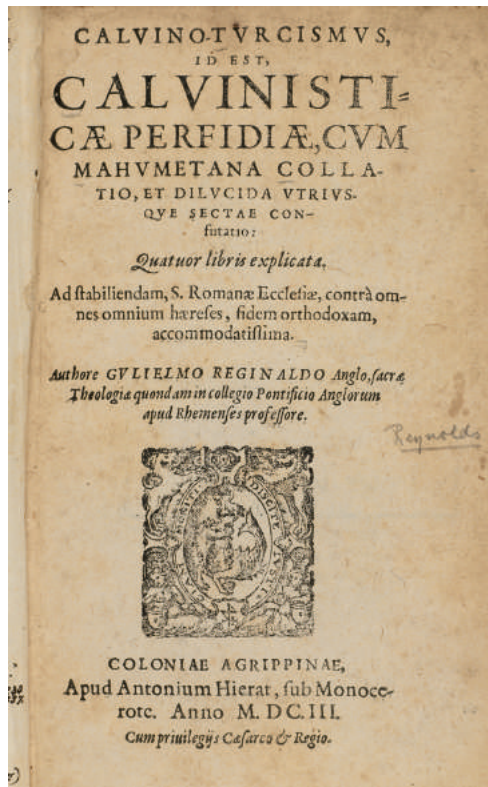 CALVINO-TVRCISMVS,
ID EST,
CALVINISTI-
CÆ PERFIDIÆ, CVM
MAHVMETANA COLLA-
TIO, ET DILVCIDA VTRIVS-
QVE SECTAE CON-
futatio:
Quatuor libris explicata.
Ad stabiliendam, S. Romanæ Ecclesiæ, contrà om-
nes omnium hæreses, fidem orthodoxam,
accommodatissima.
Authore GVLIELMO REGINALDO Anglo, sacræ
Theologiæ quondam in collegio Pontificio Anglorum
apud Rhemenses professore.
Reynolds
DISCITE IVSTI
COLONIAE AGRIPPINAE,
Apud Antonium Hierat, sub Monoce-
rote. Anno M. DC. III.
Cum priuilegijs Cæsareo & Regio.